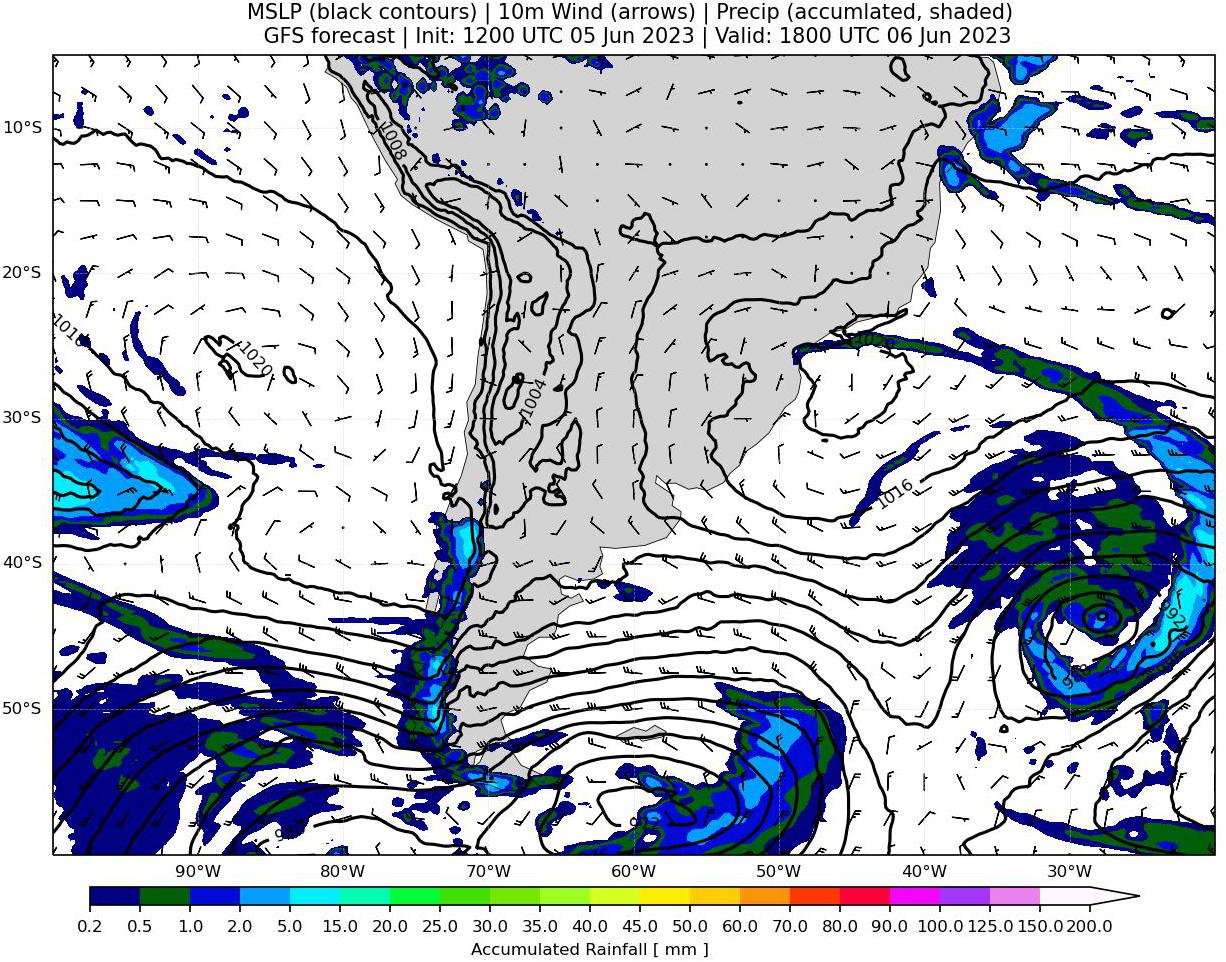 MSLP (black contours) | 10m Wind (arrows) | Precip (accumlated, shaded)
GFS forecast | Init: 1200 UTC 05 Jun 2023 | Valid: 1800 UTC 06 Jun 2023
10°S
20°S
30°S
40°S
50°S
1008
1016
1020
1004
1020
1016
992
90°W
80°W
70°W
60°W
50°W
40°W
30°W
0.2 0.5 1.0 2.0 5.0 10.0 15.0 20.0 25.0 30.0 35.0 40.0 45.0 50.0 60.0 70.0 80.0 90.0 100.0 125.0 150.0 200.0
Accumulated Rainfall [ mm ]